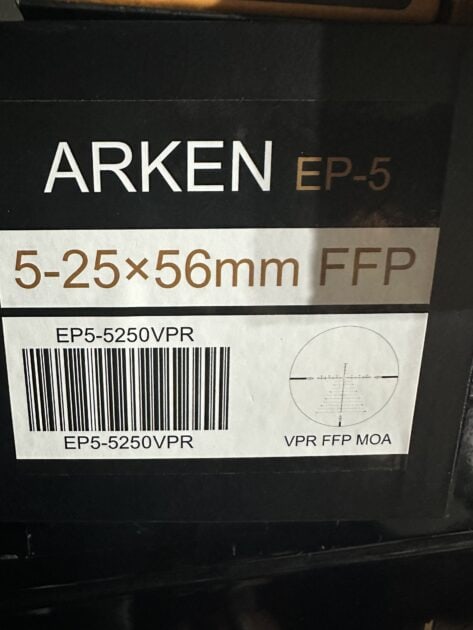 ARKEN EP-5
5-25×56mm FFP
EP5-5250VPR
EP5-5250VPR
VPR FFP MOA